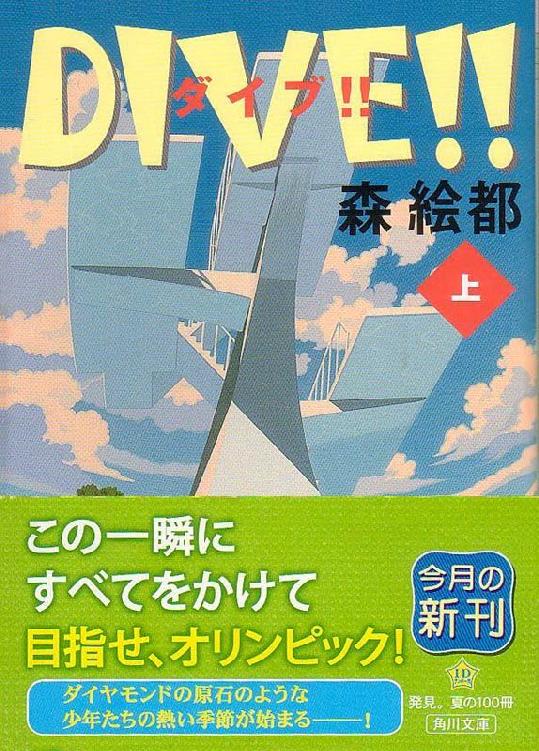 DIVE!!
ダイブ!!
森 絵都
上
この一瞬に
すべてをかけて
目指せ、オリンピック!
今月の
新刊
ダイヤモンドの原石のような
少年たちの熱い季節が始まる――!
発見。夏の100冊
角川文庫